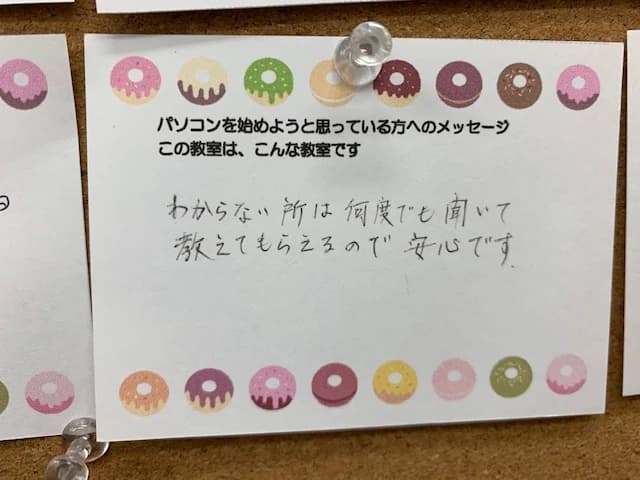 パソコンを始めようと思っている方へのメッセージ
この教室は、こんな教室です
わからない所は何度でも聞いて
教えてもらえるので安心です